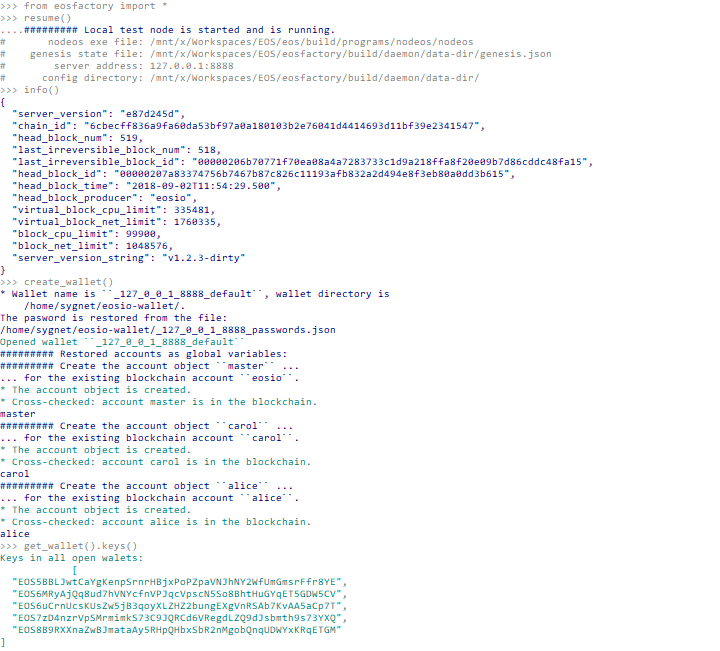 >>> from eosfactory import *
>>> resume()
....######### Local test node is started and is running.
#       nodeos exe file: /mnt/x/Workspaces/EOS/eos/build/programs/nodeos/nodeos
#    genesis state file: /mnt/x/Workspaces/EOS/eosfactory/build/daemon/data-dir/genesis.json
#        server address: 127.0.0.1:8888
#      config directory: /mnt/x/Workspaces/EOS/eosfactory/build/daemon/data-dir/
>>> info()
{
  "server_version": "e87d245d",
  "chain_id": "6cbecff836a9fa60da53bf97a0a180103b2e76041d4414693d11bf39e2341547",
  "head_block_num": 519,
  "last_irreversible_block_num": 518,
  "last_irreversible_block_id": "00000206b70771f70ea08a4a7283733c1d9a218ffa8f20e09b7d86cddc48fa15",
  "head_block_id": "00000207a83374756b7467b87c826c11193afb832a2d494e8f3eb80a0dd3b615",
  "head_block_time": "2018-09-02T11:54:29.500",
  "head_block_producer": "eosio",
  "virtual_block_cpu_limit": 335481,
  "virtual_block_net_limit": 1760335,
  "block_cpu_limit": 99900,
  "block_net_limit": 1048576,
  "server_version_string": "v1.2.3-dirty"
}
>>> create_wallet()
* Wallet name is ``_127_0_0_1_8888_default``, wallet directory is
    /home/sygnet/eosio-wallet/.
The pasword is restored from the file:
/home/sygnet/eosio-wallet/_127_0_0_1_8888_passwords.json
Opened wallet ``_127_0_0_1_8888_default``
######### Restored accounts as global variables:
######### Create the account object ``master`` ...
... for the existing blockchain account ``eosio``.
* The account object is created.
* Cross-checked: account master is in the blockchain.
master
######### Create the account object ``carol`` ...
... for the existing blockchain account ``carol``.
* The account object is created.
* Cross-checked: account carol is in the blockchain.
carol
######### Create the account object ``alice`` ...
... for the existing blockchain account ``alice``.
* The account object is created.
* Cross-checked: account alice is in the blockchain.
alice
>>> get_wallet().keys()
Keys in all open walets:
            [
  "EOS5BBLJwtCaYgKenpSrnrHBjxPoPZpaVNJhNY2WfUmGmsrFfr8YE",
  "EOS6MRyAjQq8ud7hVNYcfnVPJqcVpscN5So8BhtHuGYqET5GDW5CV",
  "EOS6uCrnUcsKUsZw5jB3qoyXLZHZ2bungEXgVnRSAb7KvAA5aCp7T",
  "EOS7zD4nzrVpSMrmimkS73C9JQRCd6VRegdLZQ9dJsbmth9s73YXQ",
  "EOS8B9RXXnaZwBJmataAy5RHpQHbxSbR2nMgobQnqUDWYxKRqETGM"
]